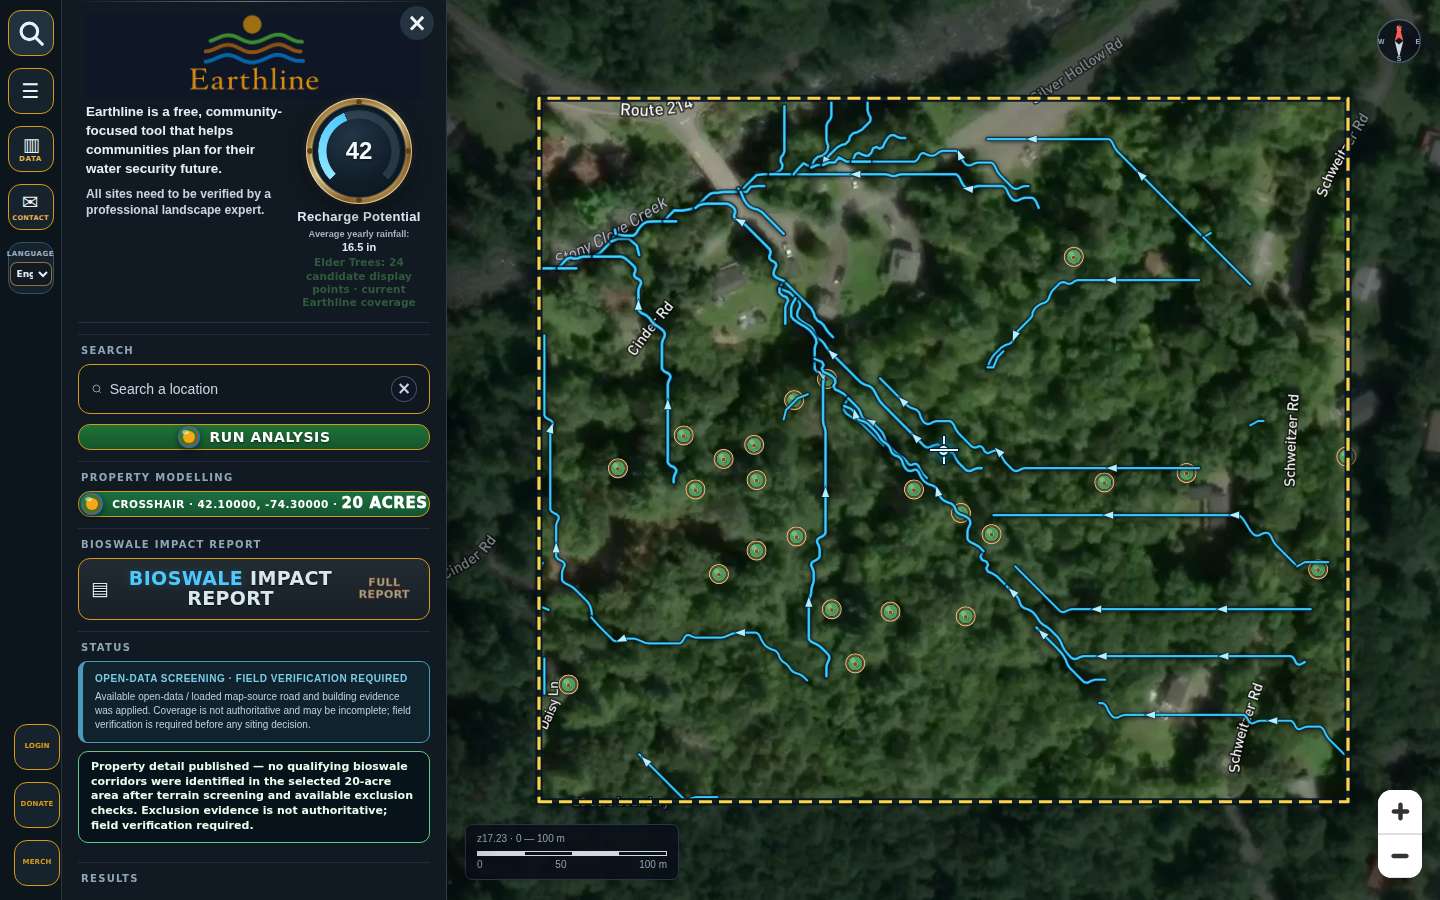 Earthline
Earthline is a free, community-
focused tool that helps
communities plan for their
water security future.
All sites need to be verified by a
professional landscape expert.
42
Recharge Potential
Average yearly rainfall:
16.5 in
Elder Trees: 24
candidate display
points · current
Earthline coverage
DATA
CONTACT
LANGUAGE
Eng
LOGIN
DONATE
MERCH
SEARCH
Search a location
RUN ANALYSIS
PROPERTY MODELLING
CROSSHAIR · 42.10000, -74.30000 · 20 ACRES
BIOSWALE IMPACT REPORT
BIOSWALE IMPACT
REPORT
FULL
REPORT
STATUS
OPEN-DATA SCREENING · FIELD VERIFICATION REQUIRED
Available open-data / loaded map-source road and building evidence
was applied. Coverage is not authoritative and may be incomplete; field
verification is required before any siting decision.
Property detail published — no qualifying bioswale
corridors were identified in the selected 20-acre
area after terrain screening and available exclusion
checks. Exclusion evidence is not authoritative;
field verification required.
RESULTS
Route 214
Silver Hollow Rd
Schweitzer Rd
Stony Clove Creek
Cinder Rd
Schweitzer Rd
Cinder Rd
Daisy Ln
Schweitzer Rd
N
W
E
S
z17.23 · 0 — 100 m
0
50
100 m